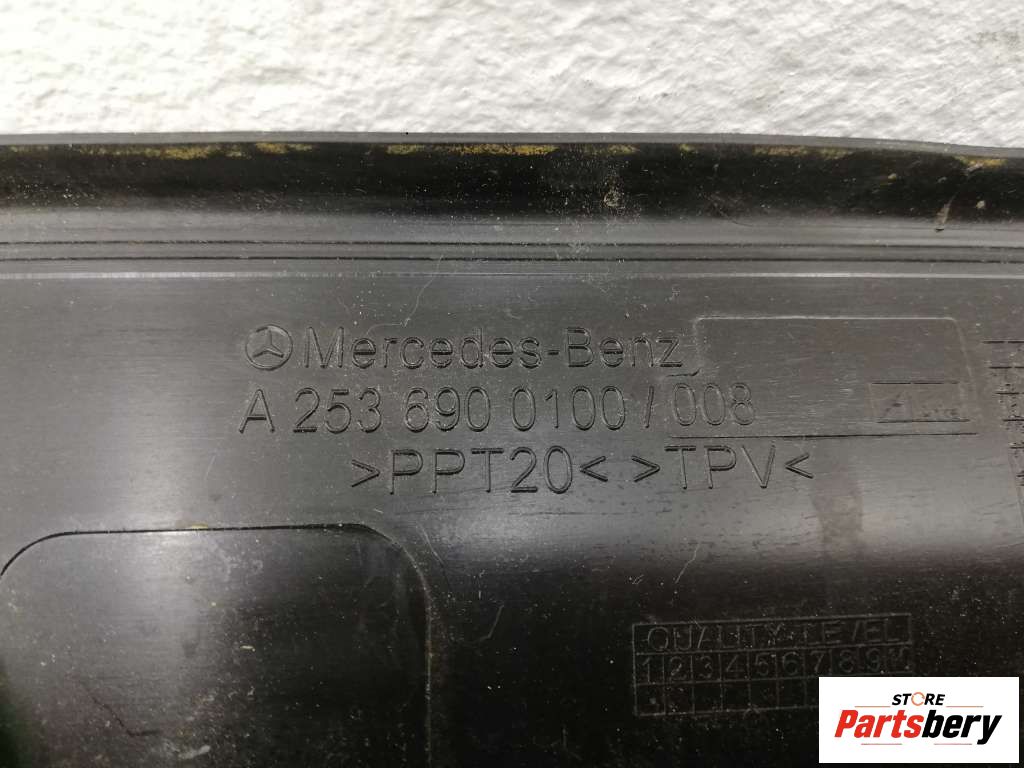 Mercedes-Benz
A 253 690 0100 / 008
>PPT20< >TPV<
QUALITY-LEVEL
1 2 3 4 5 6 7 8 9 10
STORE
Partsbery